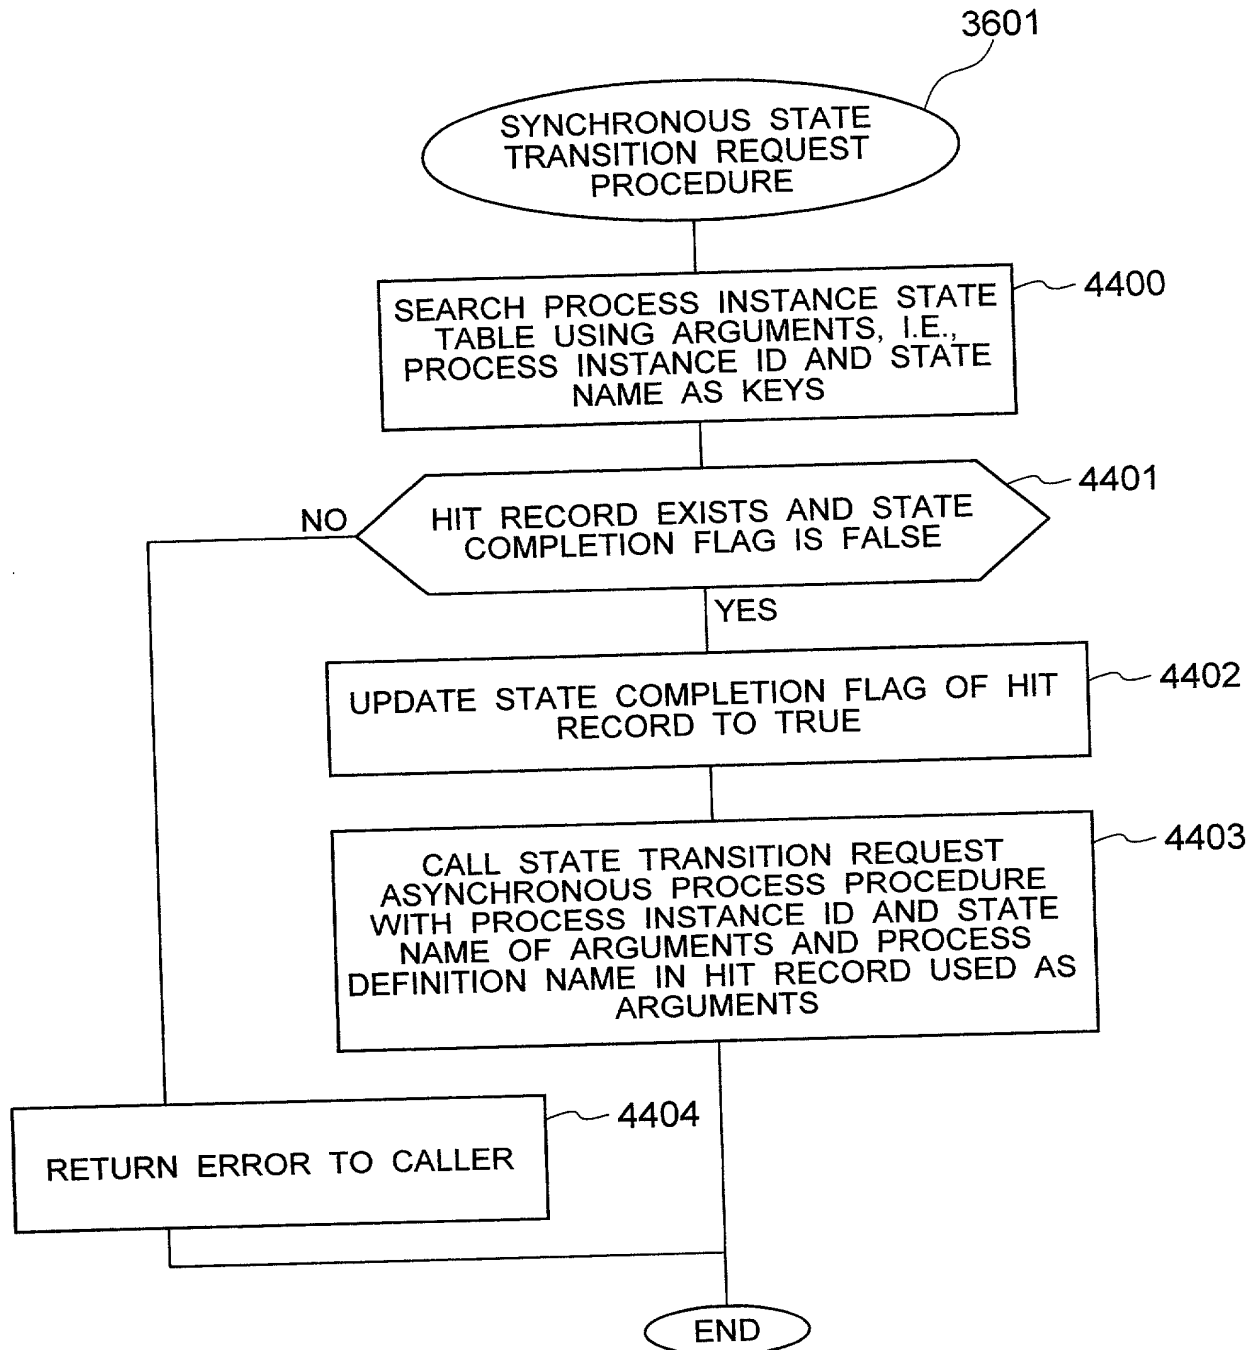 3601
SYNCHRONOUS STATE
TRANSITION REQUEST
PROCEDURE
SEARCH PROCESS INSTANCE STATE
TABLE USING ARGUMENTS, I.E.,
PROCESS INSTANCE ID AND STATE
NAME AS KEYS
4400
HIT RECORD EXISTS AND STATE
COMPLETION FLAG IS FALSE
4401
NO
YES
UPDATE STATE COMPLETION FLAG OF HIT
RECORD TO TRUE
4402
CALL STATE TRANSITION REQUEST
ASYNCHRONOUS PROCESS PROCEDURE
WITH PROCESS INSTANCE ID AND STATE
NAME OF ARGUMENTS AND PROCESS
DEFINITION NAME IN HIT RECORD USED AS
ARGUMENTS
4403
RETURN ERROR TO CALLER
4404
END